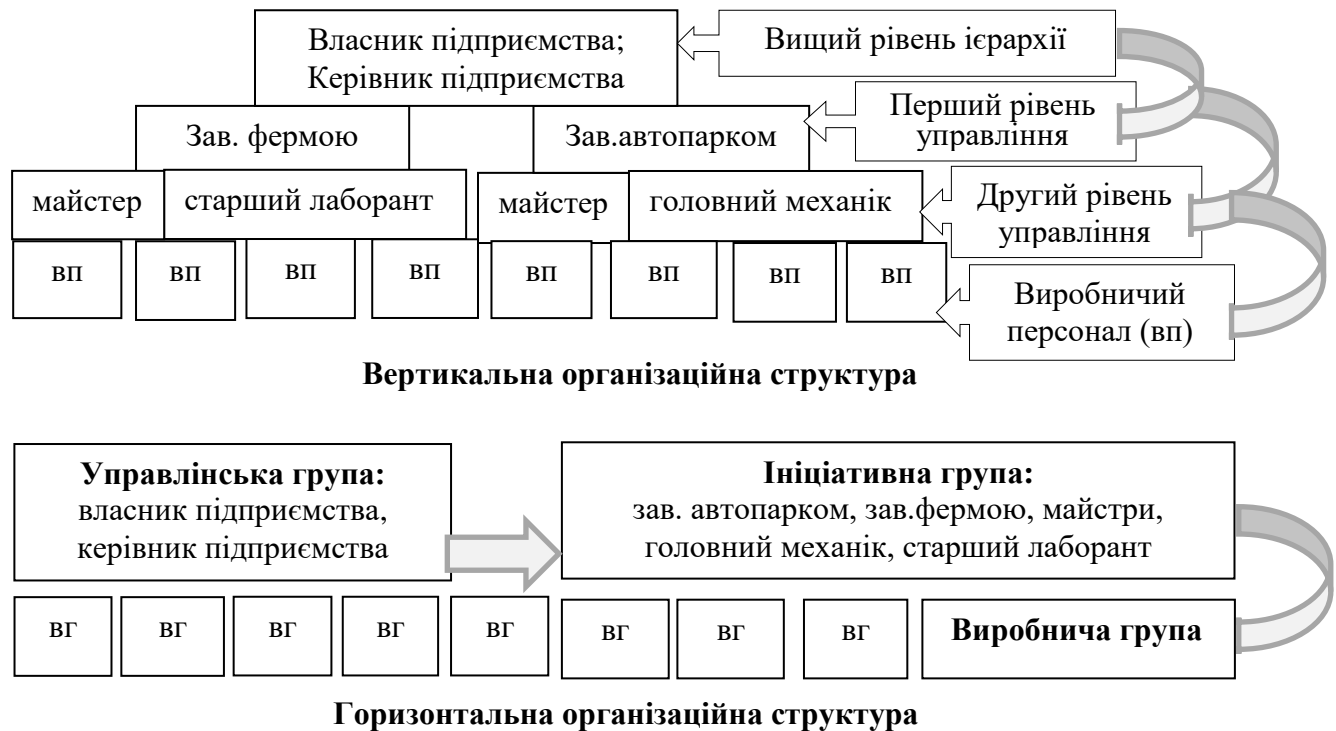 Власник підприємства;
Керівник підприємства
Вищий рівень ієрархії
Зав. фермою
Зав.автопарком
Перший рівень
управління
майстер
старший лаборант
майстер
головний механік
Другий рівень
управління
вп
вп
вп
вп
вп
вп
вп
вп
Виробничий
персонал (вп)
Вертикальна організаційна структура
Управлінська група:
власник підприємства,
керівник підприємства
Ініціативна група:
зав. автопарком, зав.фермою, майстри,
головний механік, старший лаборант
вг
вг
вг
вг
вг
вг
вг
вг
Виробнича група
Горизонтальна організаційна структура